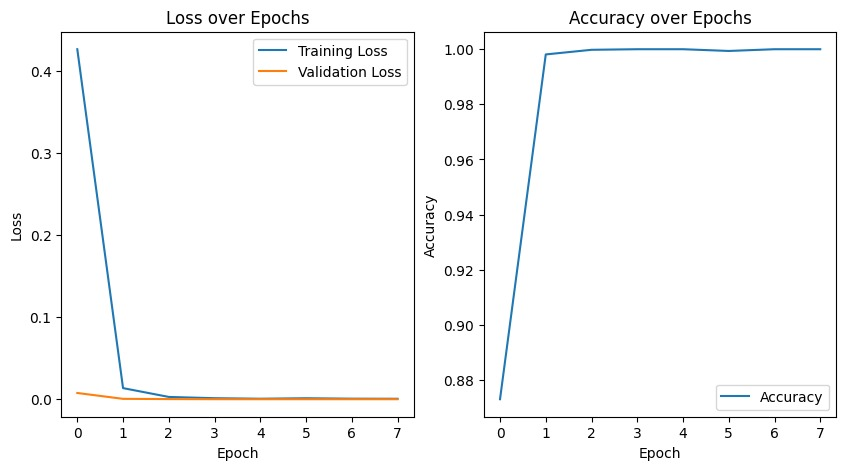 Loss over Epochs
Training Loss
Validation Loss
0.4
0.3
0.2
0.1
0.0
Loss
0 1 2 3 4 5 6 7
Epoch
Accuracy over Epochs
1.00
0.98
0.96
0.94
0.92
0.90
0.88
Accuracy
Accuracy
0 1 2 3 4 5 6 7
Epoch